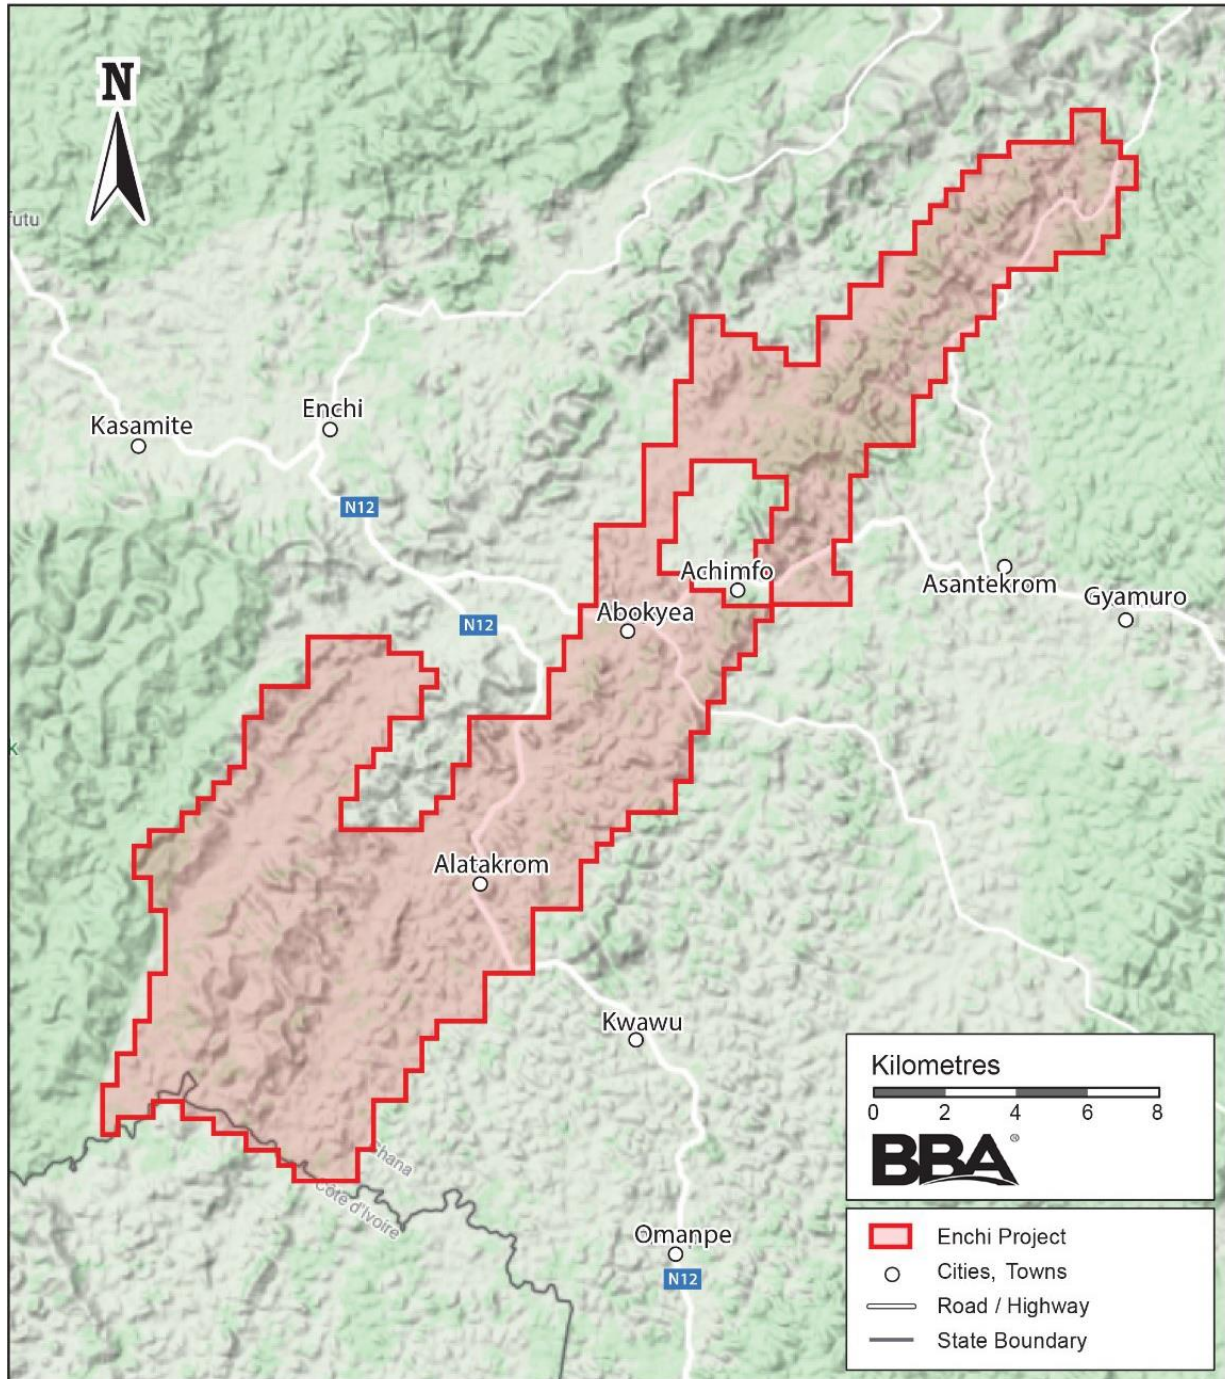 N
Tutu
Enchi
Kasamite
N12
Achimfo
Asantekrom
Gyamuro
Abokyea
N12
K
Alatakrom
Kwawu
Ghana
Côte d'Ivoire
Omanpe
N12
Kilometres
0 2 4 6 8
BBA®
Enchi Project
Cities, Towns
Road / Highway
State Boundary